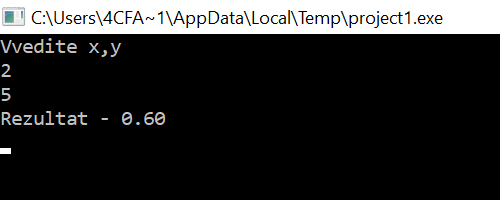 C:\Users\4CFA~1\AppData\Local\Temp\project1.exe
Vvedite x,y
2
5
Rezultat - 0.60